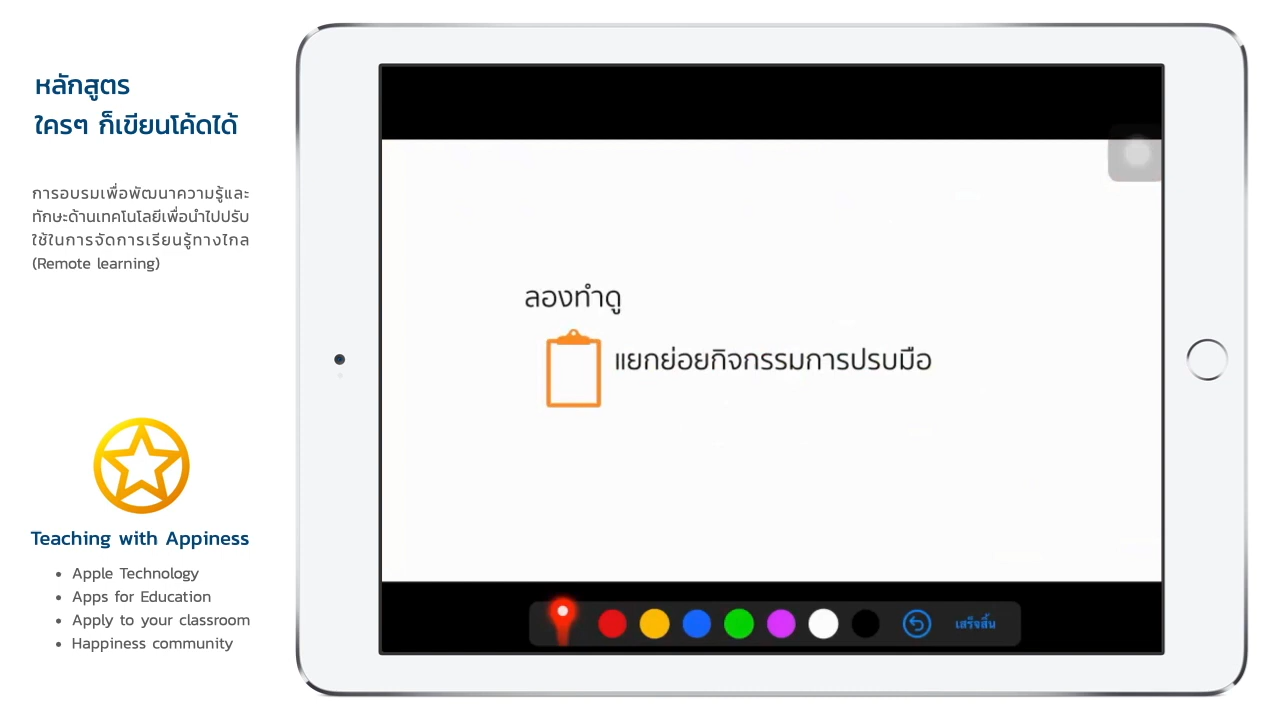 หลักสูตร
ใครๆ ก็เขียนโค้ดได้
การอบรมเพื่อพัฒนาความรู้และ
ทักษะด้านเทคโนโลยีเพื่อนำไปปรับ
ใช้ในการจัดการเรียนรู้ทางไกล
(Remote learning)
Teaching with Appiness
• Apple Technology
• Apps for Education
• Apply to your classroom
• Happiness community
ลองทำดู
แยกย่อยกิจกรรมการปรบมือ
เสร็จสิ้น